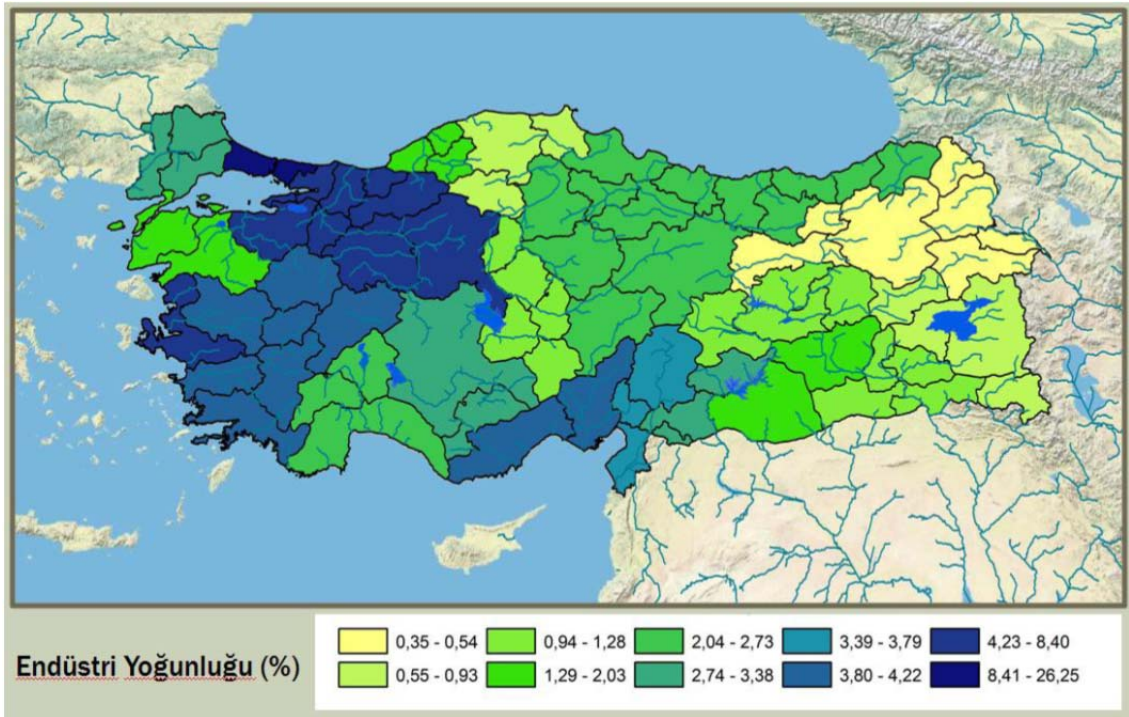 Endüstri Yoğunluğu (%)
0,35 - 0,54
0,94 - 1,28
2,04 - 2,73
3,39 - 3,79
4,23 - 8,40
0,55 - 0,93
1,29 - 2,03
2,74 - 3,38
3,80 - 4,22
8,41 - 26,25